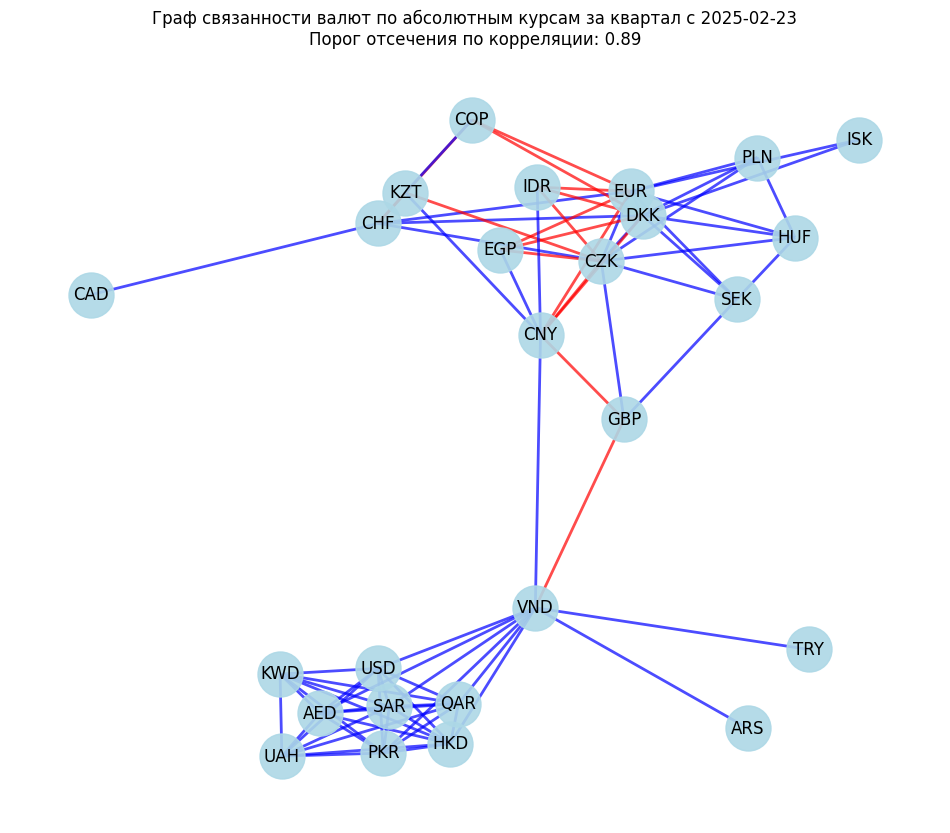 Граф связанности валют по абсолютным курсам за квартал с 2025-02-23
Порог отсечения по корреляции: 0.89
COP
ISK
PLN
IDR
EUR
KZT
DKK
CHF
HUF
EGP
CZK
CAD
SEK
CNY
GBP
VND
TRY
USD
KWD
QAR
SAR
AED
ARS
HKD
PKR
UAH